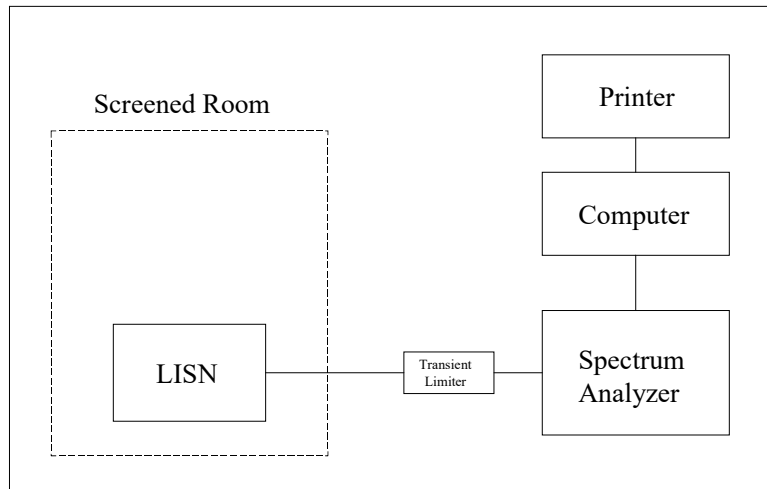 Screened Room
Printer
Computer
LISN
Transient
Limiter
Spectrum
Analyzer